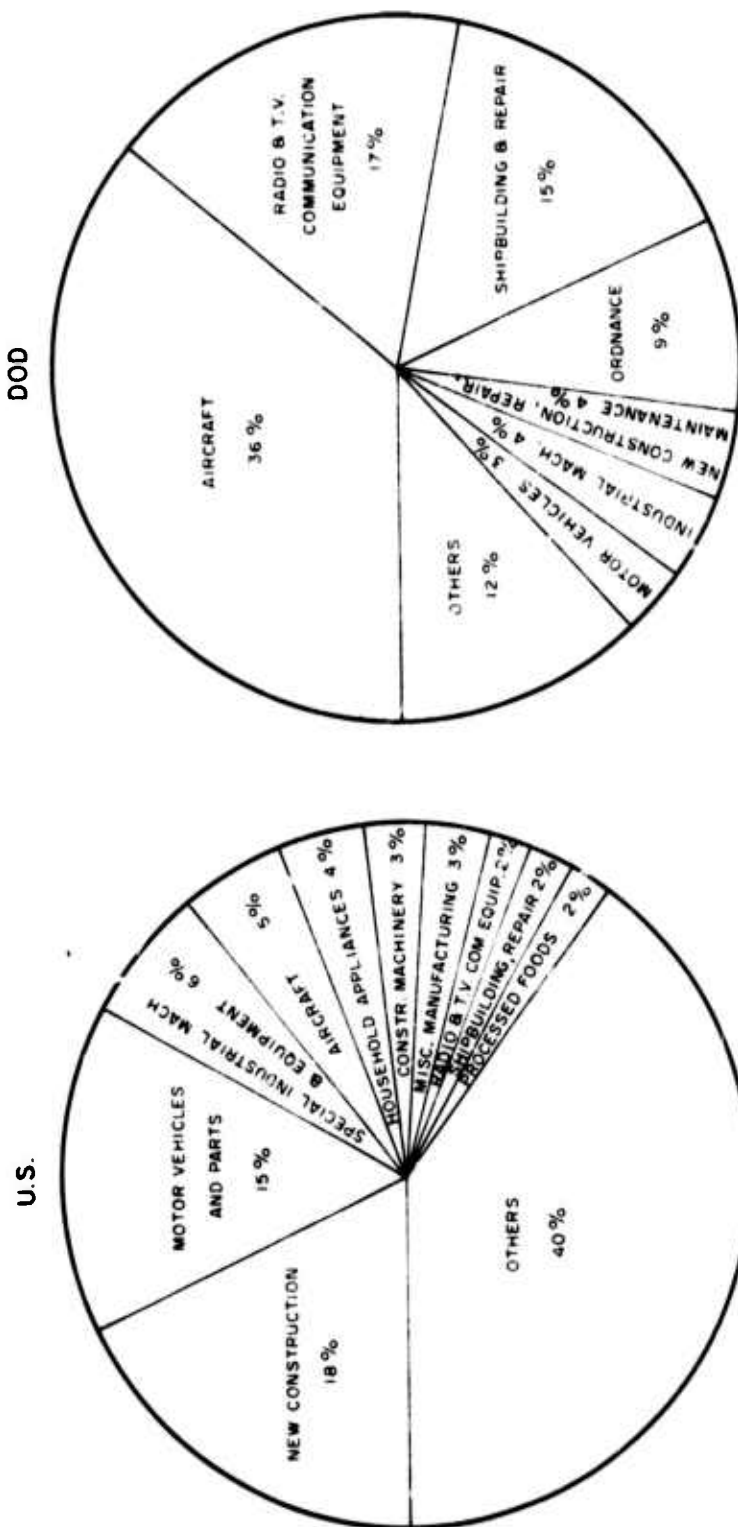 U.S.
NEW CONSTRUCTION
18%
MOTOR VEHICLES
AND PARTS
15%
SPECIAL INDUSTRIAL MACH
& EQUIPMENT 6%
AIRCRAFT 5%
HOUSEHOLD APPLIANCES 4%
CONSTR. MACHINERY 3%
MISC. MANUFACTURING 3%
RADIO & TV COM EQUIP. 2%
SHIPBUILDING, REPAIR 2%
PROCESSED FOODS 2%
OTHERS
40%
DOD
AIRCRAFT
36%
RADIO & T.V.
COMMUNICATION
EQUIPMENT
17%
SHIPBUILDING & REPAIR
15%
ORDNANCE
9%
NEW CONSTRUCTION, REPAIR,
MAINTENANCE 4%
INDUSTRIAL MACH. 4%
MOTOR VEHICLES 3%
OTHERS
12%